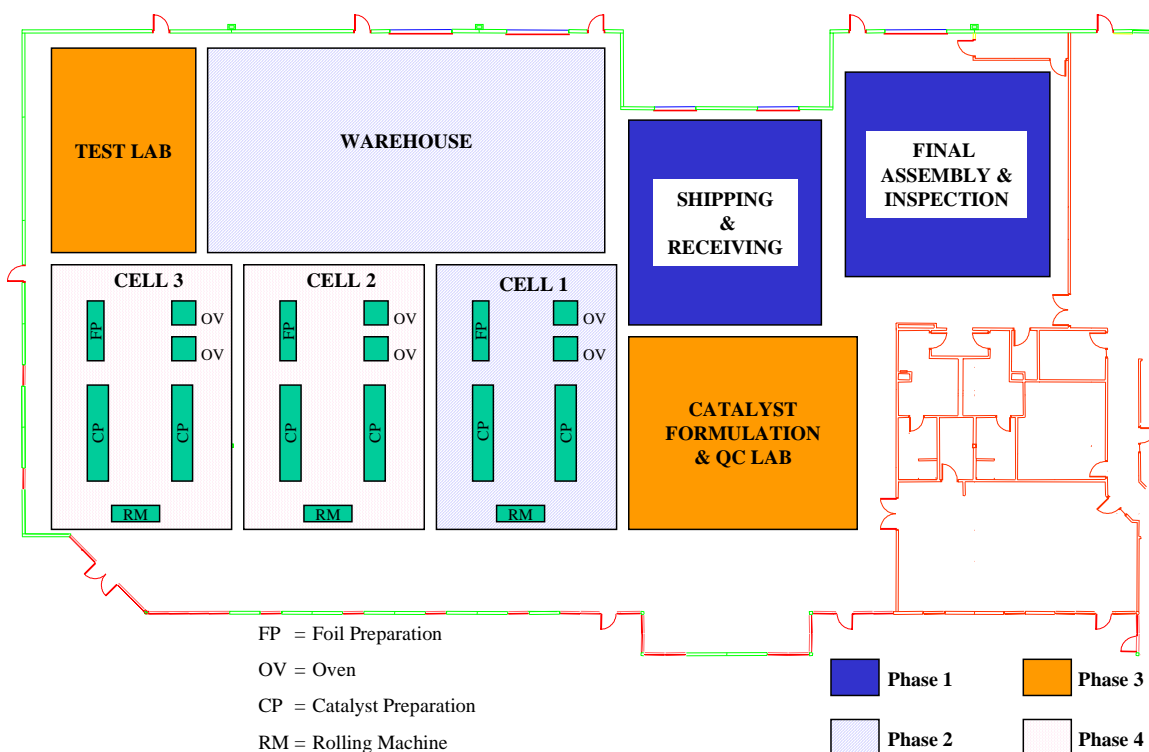 TEST LAB
WAREHOUSE
SHIPPING
&
RECEIVING
FINAL
ASSEMBLY &
INSPECTION
CELL 3
FP
OV
OV
CP
CP
RM
CELL 2
FP
OV
OV
CP
CP
RM
CELL 1
FP
OV
OV
CP
CP
RM
CATALYST
FORMULATION
& QC LAB
FP = Foil Preparation
OV = Oven
CP = Catalyst Preparation
RM = Rolling Machine
Phase 1
Phase 3
Phase 2
Phase 4